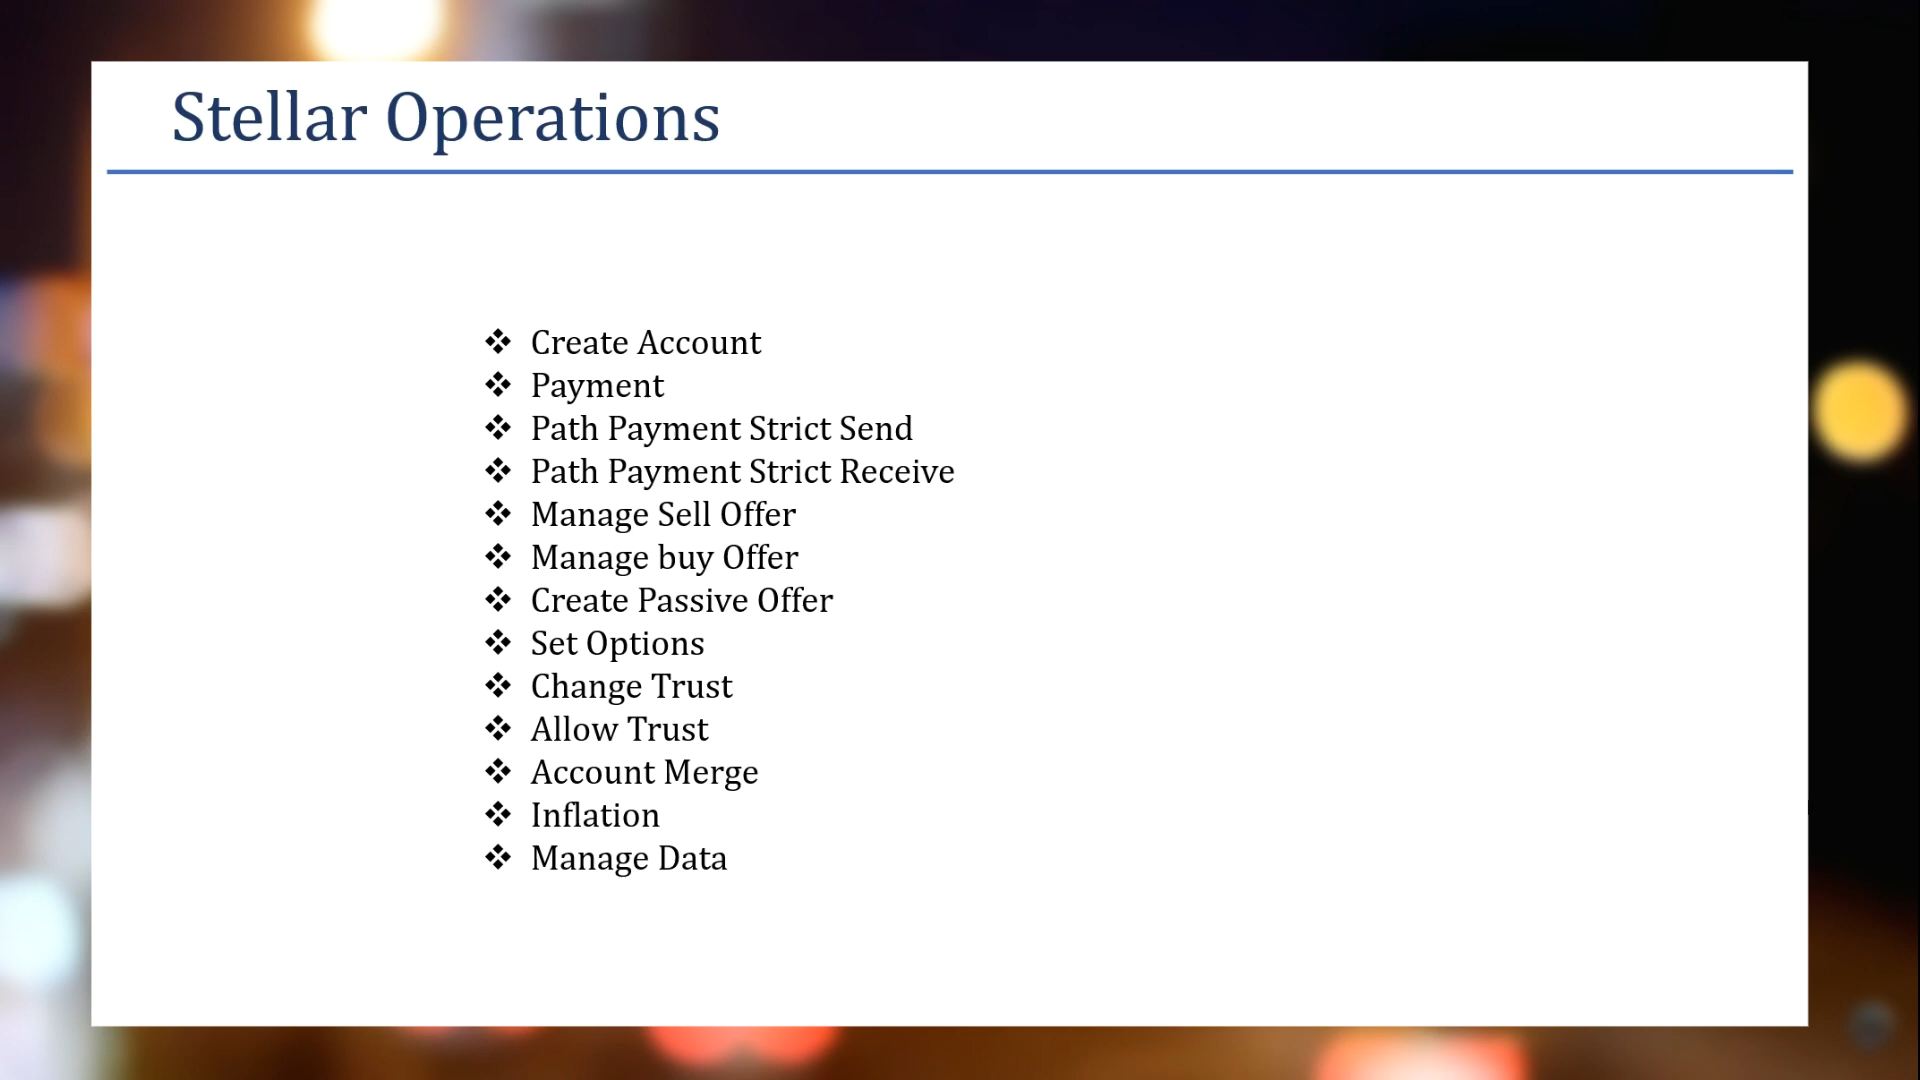 Stellar Operations
❖ Create Account
❖ Payment
❖ Path Payment Strict Send
❖ Path Payment Strict Receive
❖ Manage Sell Offer
❖ Manage buy Offer
❖ Create Passive Offer
❖ Set Options
❖ Change Trust
❖ Allow Trust
❖ Account Merge
❖ Inflation
❖ Manage Data